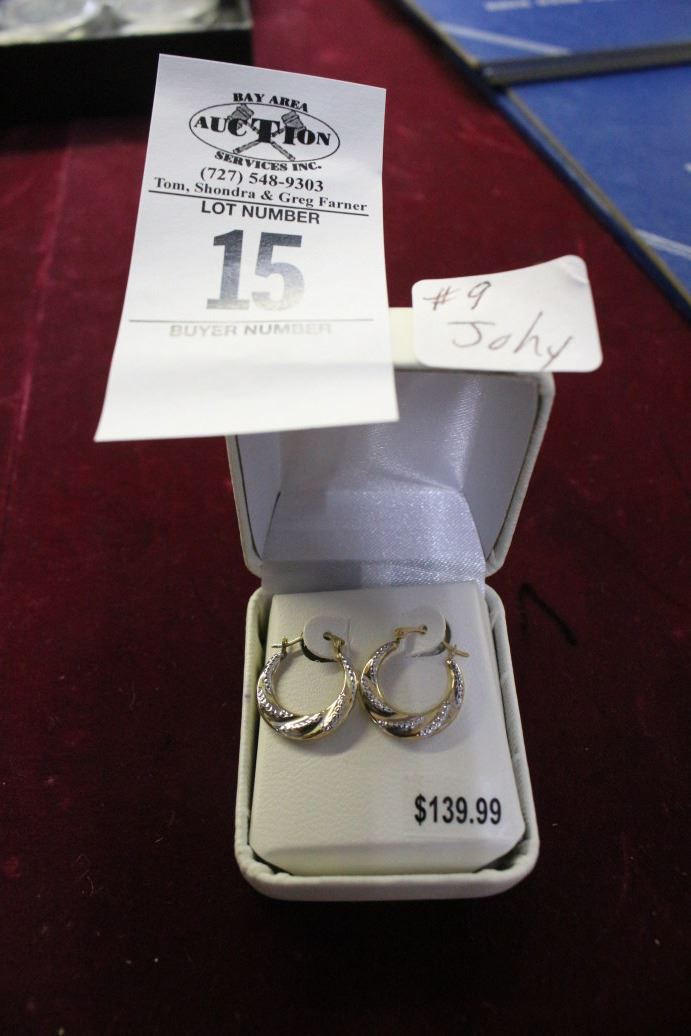 BAY AREA
AUCTION
SERVICES INC.
(727) 548-9303
Tom, Shondra & Greg Farner
LOT NUMBER
15
BUYER NUMBER
#9
Johy
$139.99